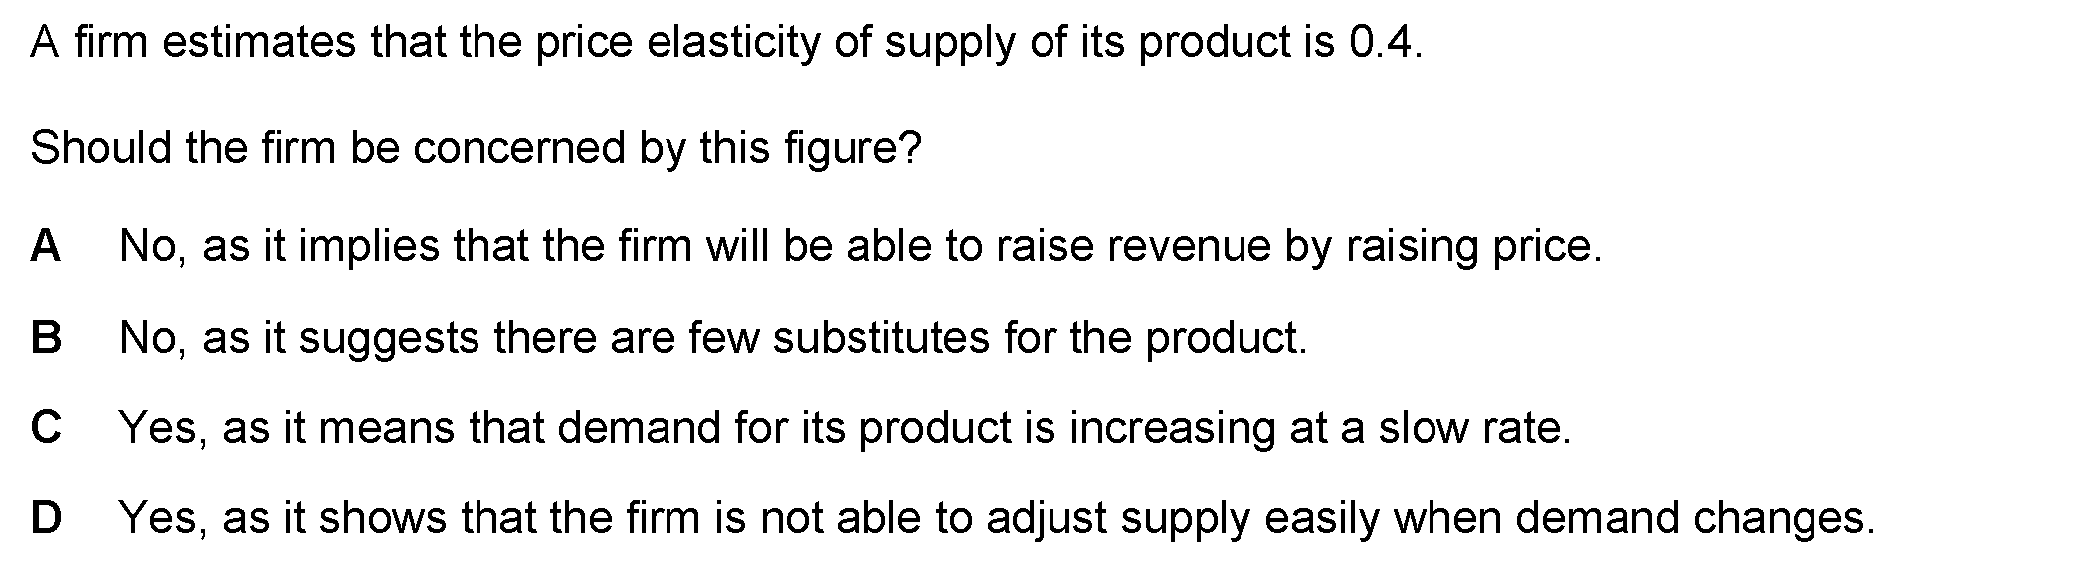 A firm estimates that the price elasticity of supply of its product is 0.4.
Should the firm be concerned by this figure?
A No, as it implies that the firm will be able to raise revenue by raising price.
B No, as it suggests there are few substitutes for the product.
C Yes, as it means that demand for its product is increasing at a slow rate.
D Yes, as it shows that the firm is not able to adjust supply easily when demand changes.